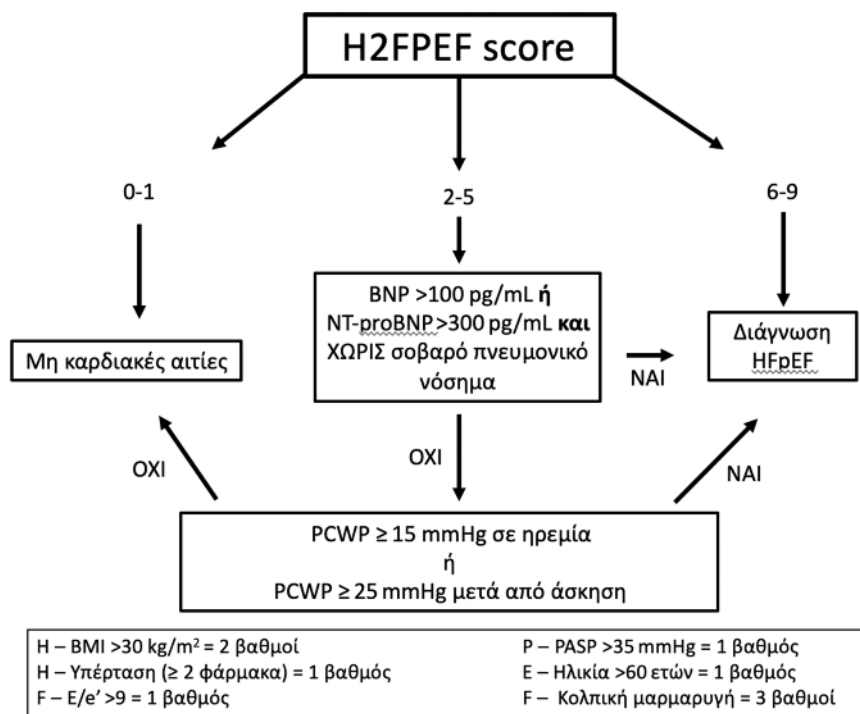 H2FPEF score
0-1
2-5
6-9
BNP >100 pg/mL ή
NT-proBNP >300 pg/mL και
ΧΩΡΙΣ σοβαρό πνευμονικό
νόσημα
Μη καρδιακές αιτίες
ΝΑΙ
Διάγνωση
HFpEF
ΟΧΙ
ΟΧΙ
ΝΑΙ
PCWP ≥ 15 mmHg σε ηρεμία
ή
PCWP ≥ 25 mmHg μετά από άσκηση
H – BMI >30 kg/m² = 2 βαθμοί
H – Υπέρταση (≥ 2 φάρμακα) = 1 βαθμός
F – E/e’ >9 = 1 βαθμός
P – PASP >35 mmHg = 1 βαθμός
E – Ηλικία >60 ετών = 1 βαθμός
F – Κολπική μαρμαρυγή = 3 βαθμοί